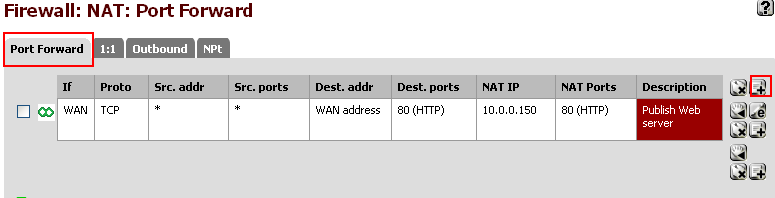 Firewall: NAT: Port Forward
?
Port Forward 1:1 Outbound NPt
If Proto Src. addr Src. ports Dest. addr Dest. ports NAT IP NAT Ports Description
WAN TCP * * WAN address 80 (HTTP) 10.0.0.150 80 (HTTP) Publish Web
server
e